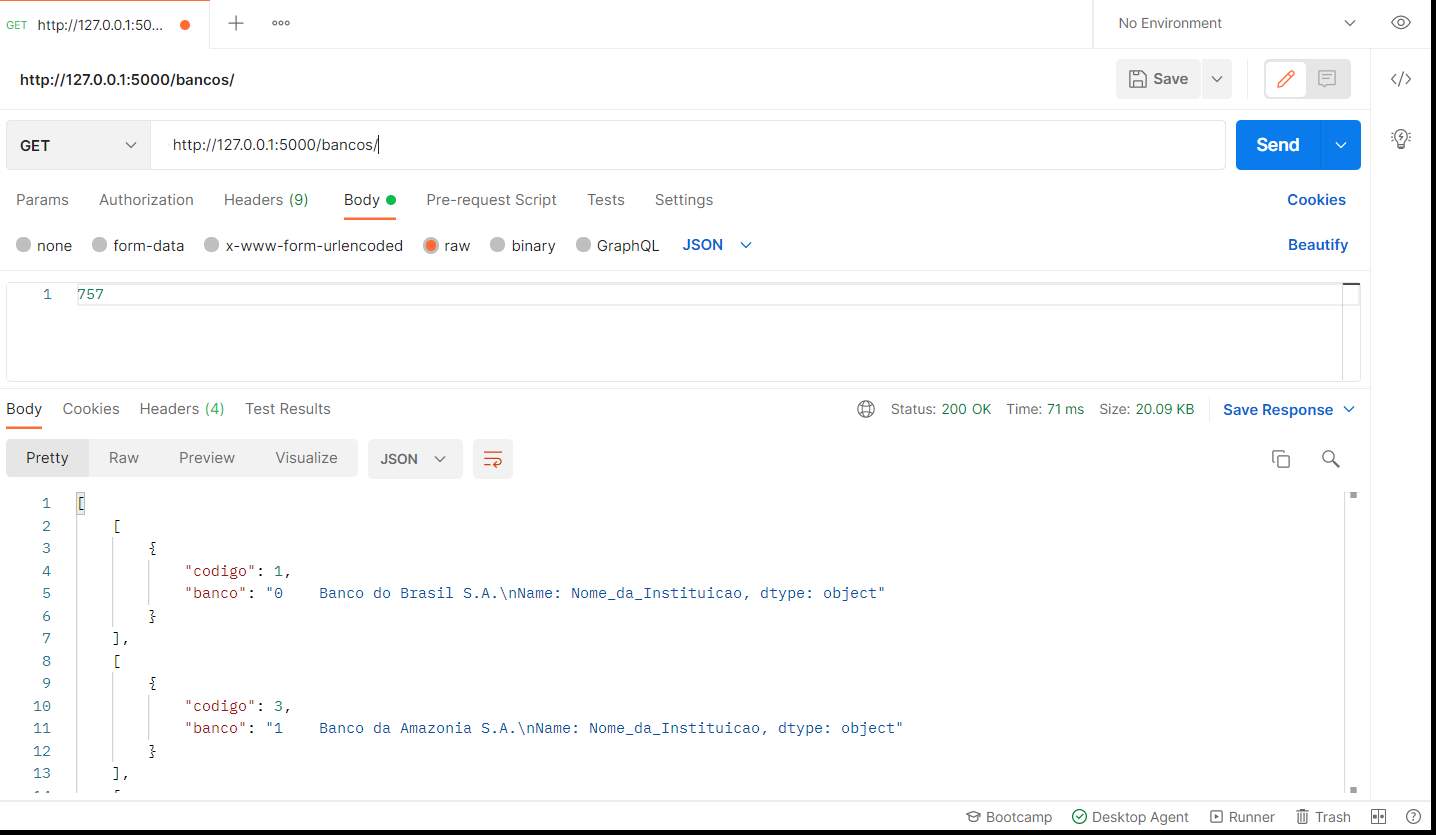 GET http://127.0.0.1:50...
No Environment
http://127.0.0.1:5000/bancos/
Save
GET
http://127.0.0.1:5000/bancos/
Send
Params Authorization Headers (9) Body Pre-request Script Tests Settings Cookies
none form-data x-www-form-urlencoded raw binary GraphQL JSON Beautify
1 757
Body Cookies Headers (4) Test Results Status: 200 OK Time: 71 ms Size: 20.09 KB Save Response
Pretty Raw Preview Visualize JSON
1 [
2 [
3 {
4 "codigo": 1,
5 "banco": "0    Banco do Brasil S.A.\nName: Nome_da_Instituicao, dtype: object"
6 }
7 ],
8 [
9 {
10 "codigo": 3,
11 "banco": "1    Banco da Amazonia S.A.\nName: Nome_da_Instituicao, dtype: object"
12 }
13 ],
Bootcamp Desktop Agent Runner Trash